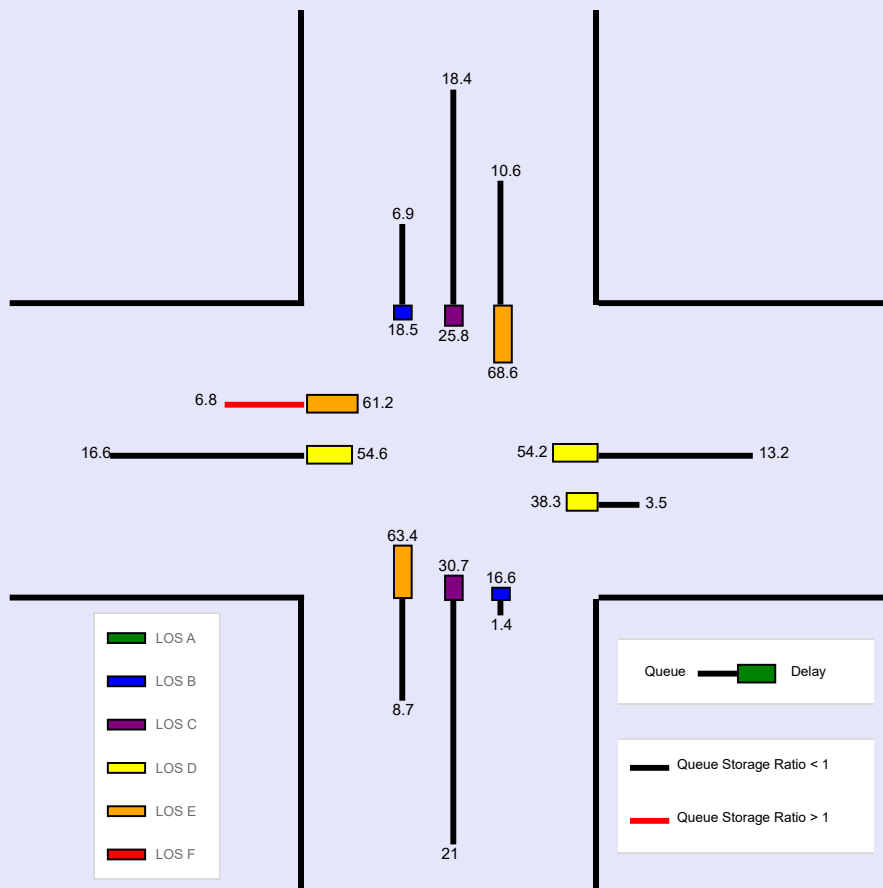 18.4
10.6
6.9
18.5
25.8
68.6
6.8
61.2
16.6
54.6
54.2
13.2
38.3
3.5
63.4
30.7
16.6
1.4
8.7
21
LOS A
LOS B
LOS C
LOS D
LOS E
LOS F
Queue Delay
Queue Storage Ratio < 1
Queue Storage Ratio > 1